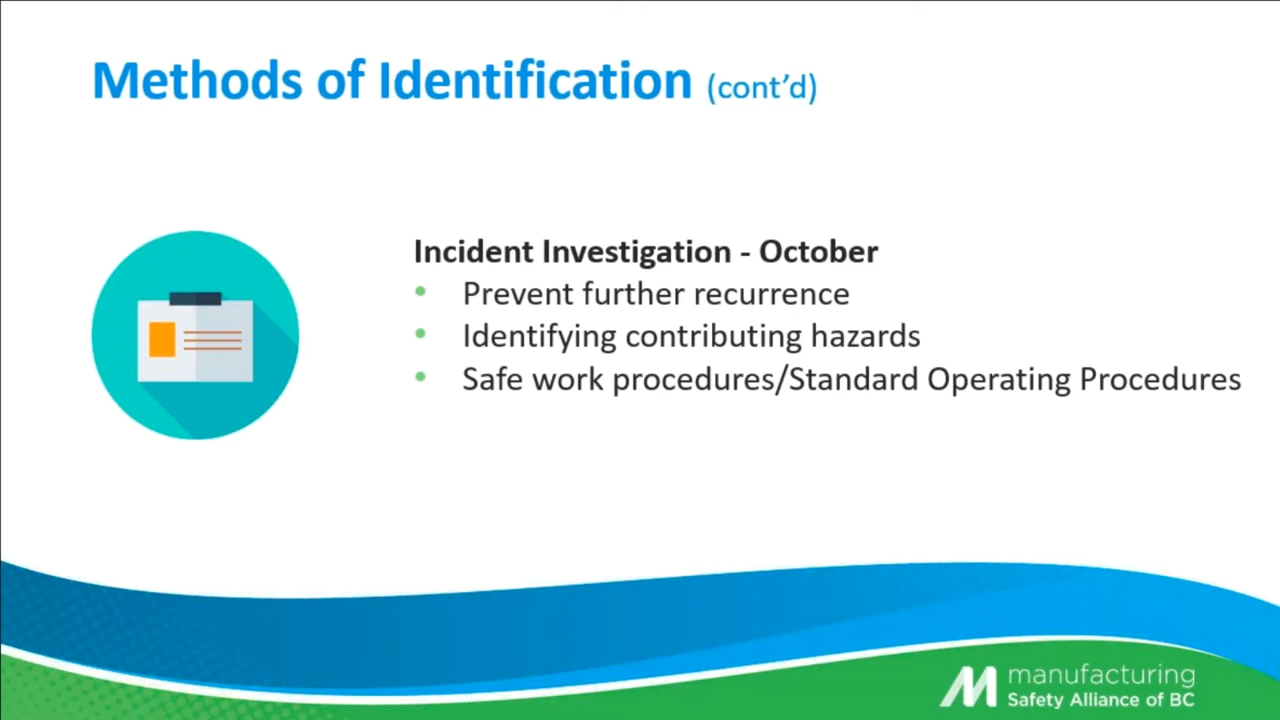 Methods of Identification (cont’d)
Incident Investigation - October
• Prevent further recurrence
• Identifying contributing hazards
• Safe work procedures/Standard Operating Procedures
manufacturing
Safety Alliance of BC